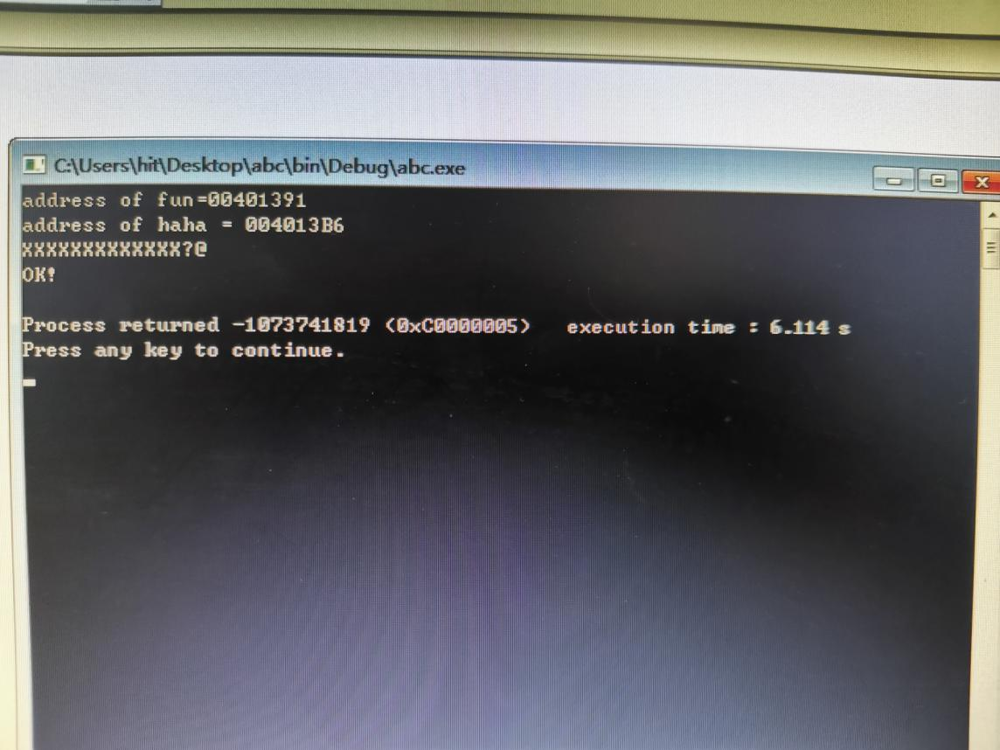 C:\Users\hit\Desktop\abc\bin\Debug\abc.exe
address of fun=00401391
address of haha = 004013B6
XXXXXXXXXXXXX?@
OK!
Process returned -1073741819 (0xC0000005)   execution time : 6.114 s
Press any key to continue.